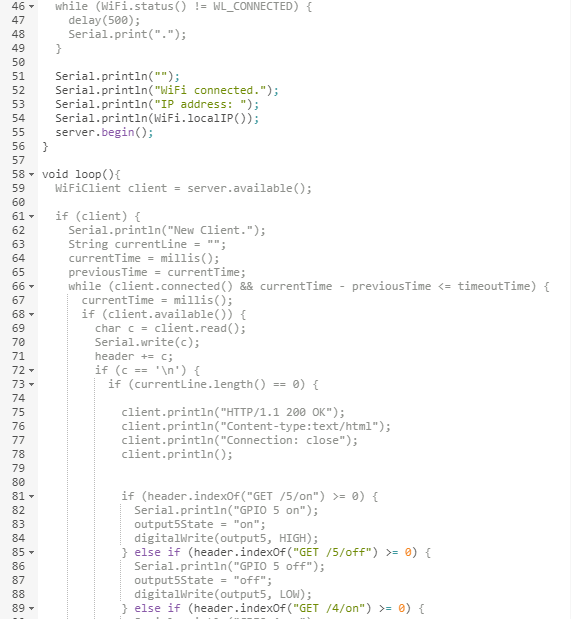 46 while (WiFi.status() != WL_CONNECTED) {
47 delay(500);
48 Serial.print(".");
49 }
50
51 Serial.println("");
52 Serial.println("WiFi connected.");
53 Serial.println("IP address: ");
54 Serial.println(WiFi.localIP());
55 server.begin();
56 }
57
58 void loop(){
59 WiFiClient client = server.available();
60
61 if (client) {
62 Serial.println("New Client.");
63 String currentLine = "";
64 currentTime = millis();
65 previousTime = currentTime;
66 while (client.connected() && currentTime - previousTime <= timeoutTime) {
67 currentTime = millis();
68 if (client.available()) {
69 char c = client.read();
70 Serial.write(c);
71 header += c;
72 if (c == '\n') {
73 if (currentLine.length() == 0) {
74
75 client.println("HTTP/1.1 200 OK");
76 client.println("Content-type:text/html");
77 client.println("Connection: close");
78 client.println();
79
80
81 if (header.indexOf("GET /5/on") >= 0) {
82 Serial.println("GPIO 5 on");
83 output5State = "on";
84 digitalWrite(output5, HIGH);
85 } else if (header.indexOf("GET /5/off") >= 0) {
86 Serial.println("GPIO 5 off");
87 output5State = "off";
88 digitalWrite(output5, LOW);
89 } else if (header.indexOf("GET /4/on") >= 0) {